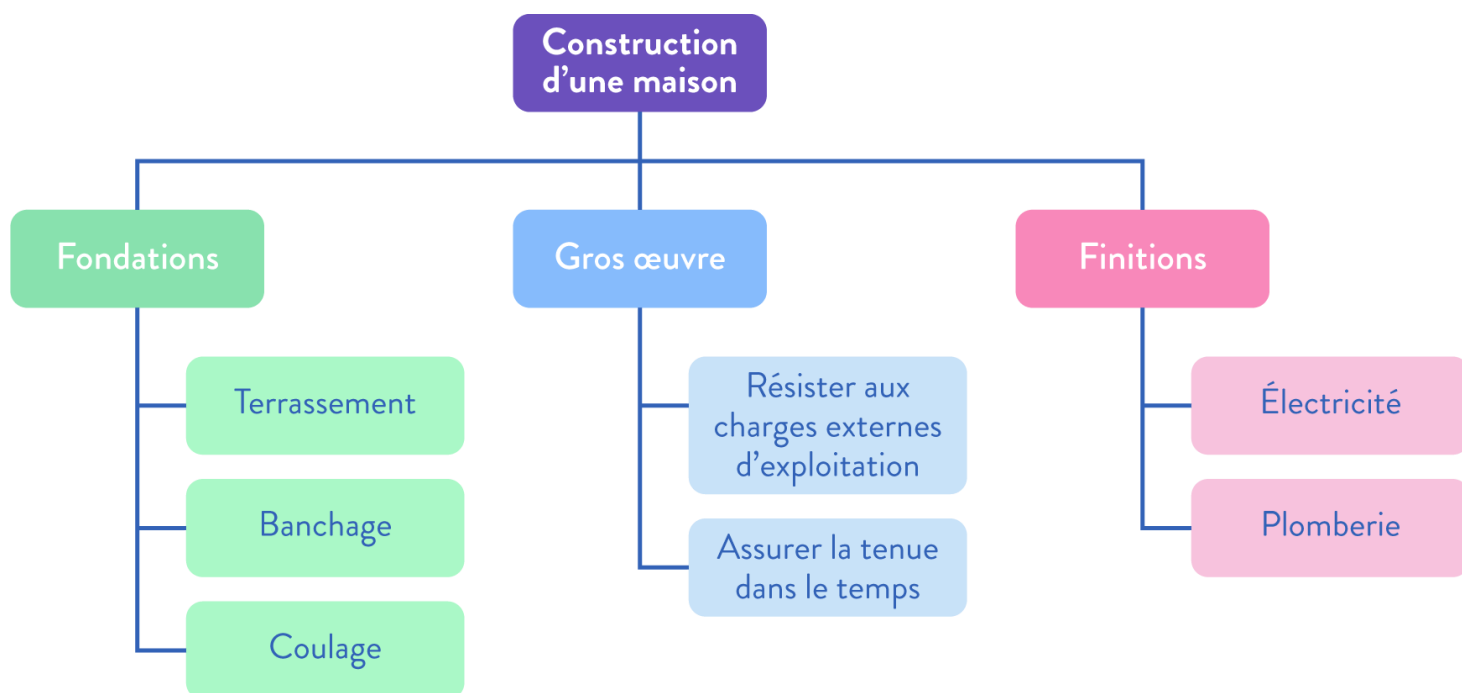 Construction
d’une maison
Fondations
Gros œuvre
Finitions
Terrassement
Banchage
Coulage
Résister aux
charges externes
d’exploitation
Assurer la tenue
dans le temps
Électricité
Plomberie